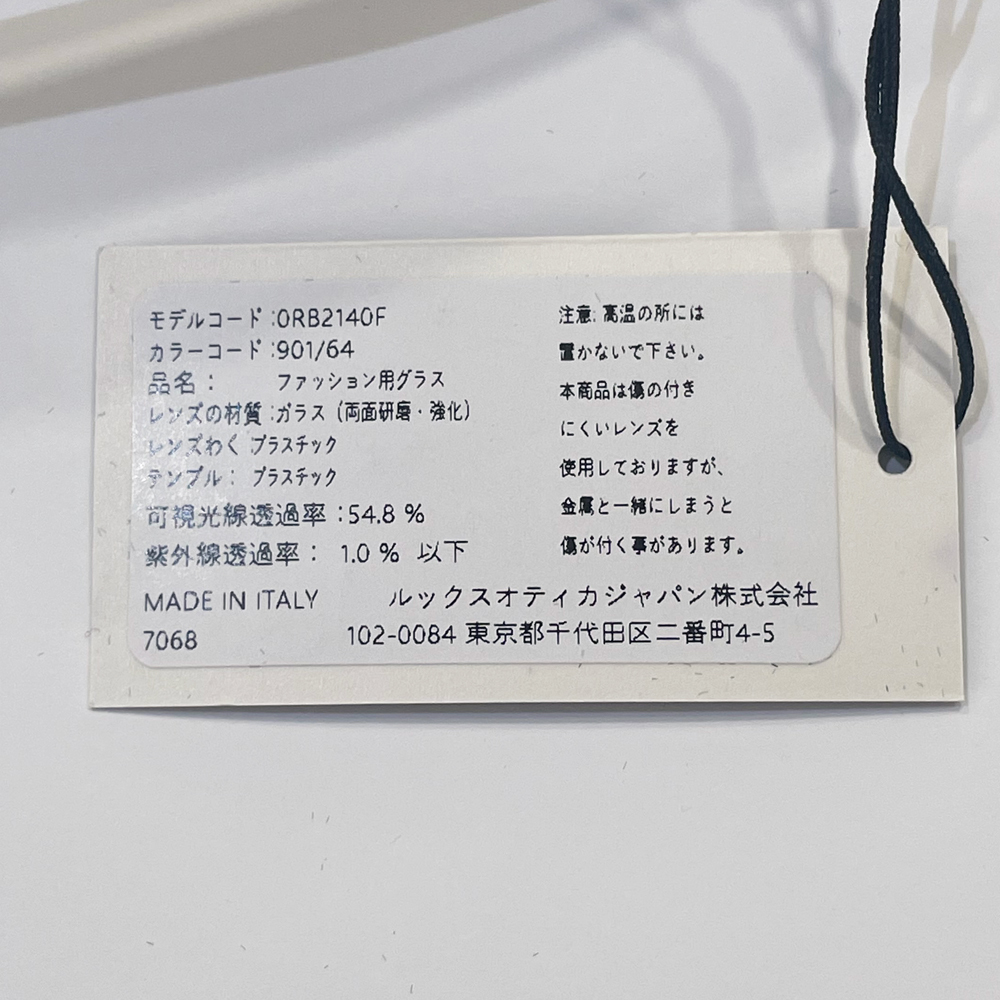 モデルコード:0RB2140F
カラーコード:901/64
品名: ファッション用グラス
レンズの材質:ガラス(両面研磨・強化)
レンズわく プラスチック
テンプル: プラスチック
可視光線透過率:54.8 %
紫外線透過率: 1.0 % 以下
MADE IN ITALY
7068
注意:高温の所には
置かないで下さい。
本商品は傷の付き
にくいレンズを
使用しておりますが、
金属と一緒にしまうと
傷が付く事があります。
ルックスオティカジャパン株式会社
102-0084 東京都千代田区二番町4-5